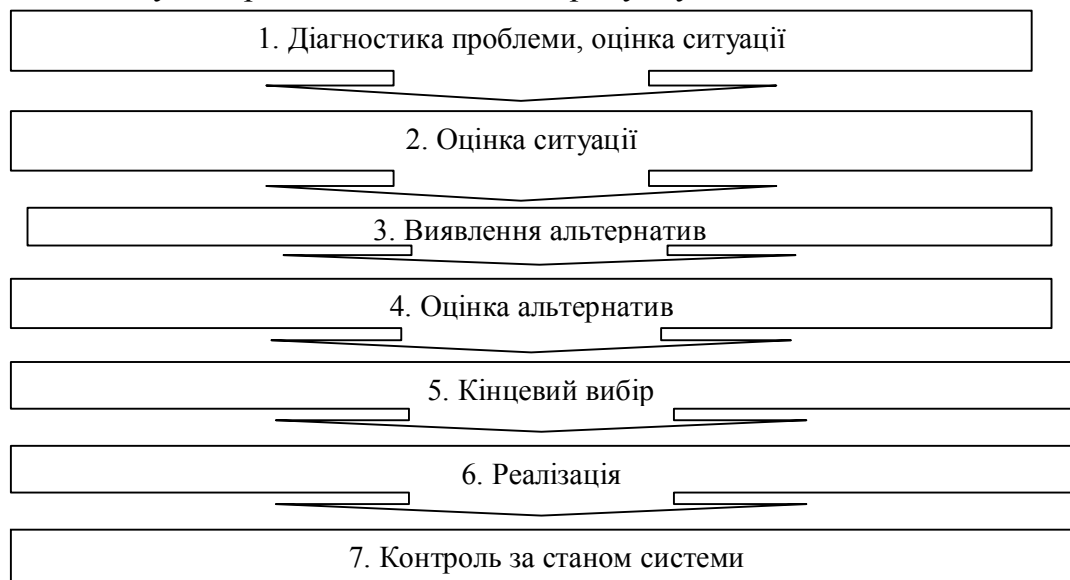 1. Діагностика проблеми, оцінка ситуації
2. Оцінка ситуації
3. Виявлення альтернатив
4. Оцінка альтернатив
5. Кінцевий вибір
6. Реалізація
7. Контроль за станом системи